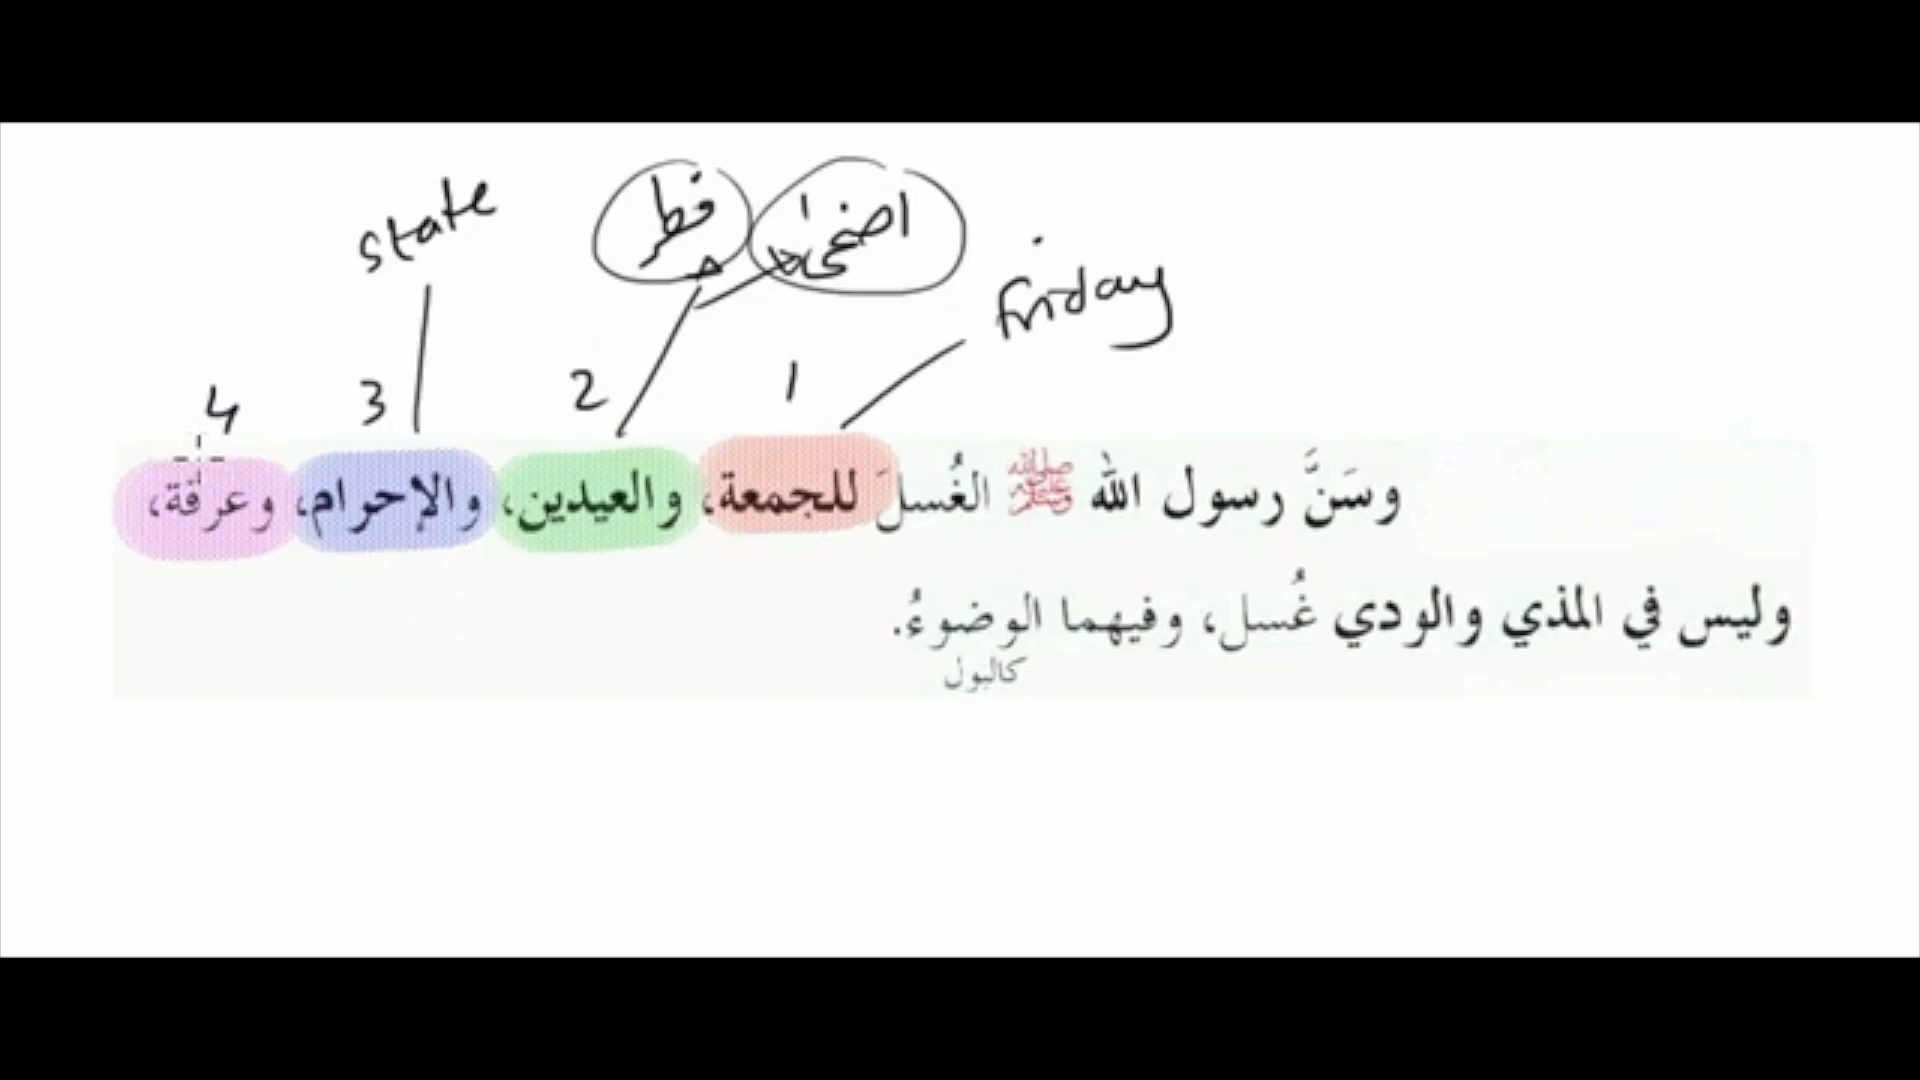 state
فطر
اضحىٰ
Friday
4 3 2 1
وسَنَّ رسول الله ﷺ الغُسلَ للجمعة، والعيدين، والإحرام، وعرفة،
وليس في المذي والودي غُسل، وفيهما الوضوءُ.
كالبول